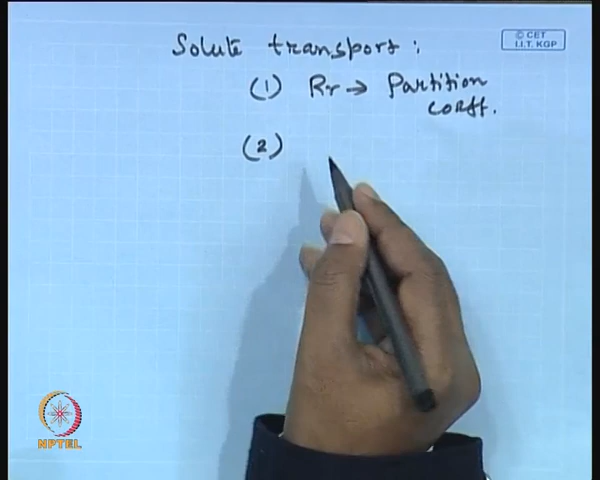 Solute transport :
© CET
I.I.T. KGP
(1) Rr → Partition
coeff.
(2)
NPTEL